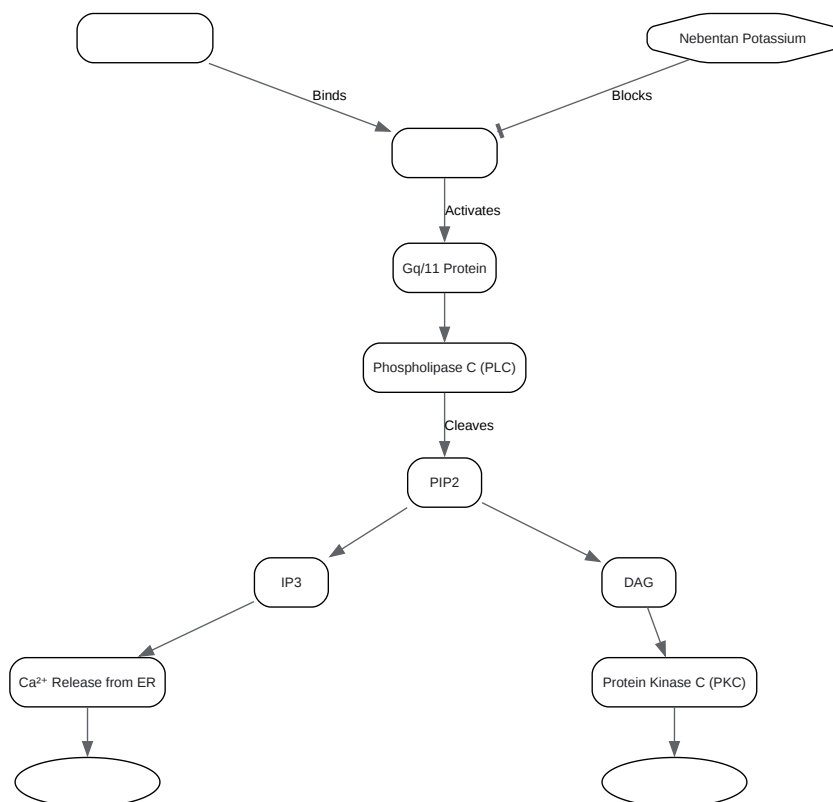 Nebentan Potassium
Binds
Blocks
Activates
Gq/11 Protein
Phospholipase C (PLC)
Cleaves
PIP2
IP3
DAG
Ca²⁺ Release from ER
Protein Kinase C (PKC)